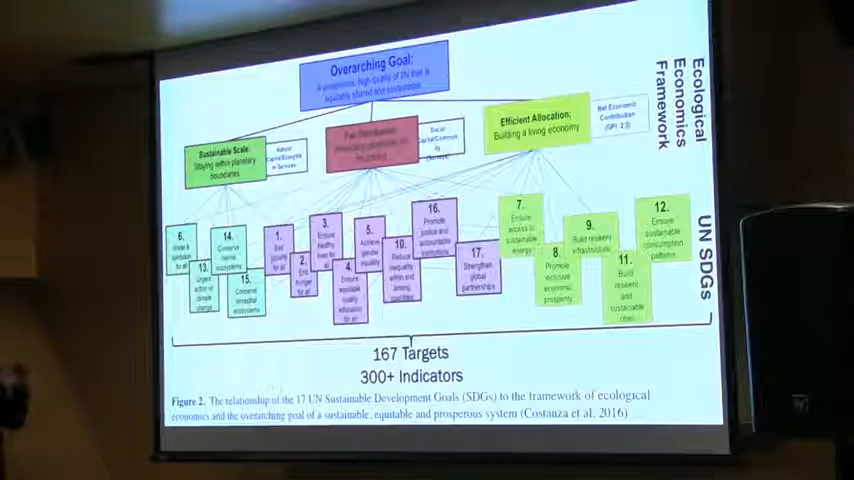 Overarching Goal:
A prosperous, high quality of life that is
equitably shared and sustainable
Ecological
Economics
Framework
Sustainable Scale:
Staying within planetary
boundaries
Natural
Capital/Ecosyste
m Services
Fair Distribution:
Social
Capital/Communi
ty
Efficient Allocation:
Building a living economy
Net Economic
Contribution
(GPI 2.0)
UN SDGs
6.
for all
13.
Urgent
action on
climate
change
14.
Conserve
marine
ecosystems
15.
Conserve
terrestrial
ecosystems
1.
End
poverty
for all
2.
End
hunger for
all
3.
Ensure
healthy
lives for
all
4.
Ensure
equitable
quality
education
for all
5.
Achieve
gender
equality
10.
Reduce
inequality
within and
among
countries
16.
Promote
justice and
accountable
institutions
17.
Strengthen
global
partnerships
7.
Ensure
access to
sustainable
energy
8.
Promote
inclusive
economic
prosperity
9.
Build resilient
infrastructure
11.
Build
resilient
and
sustainable
cities
12.
Ensure
sustainable
consumption
patterns
167 Targets
300+ Indicators
Figure 2. The relationship of the 17 UN Sustainable Development Goals (SDGs) to the framework of ecological
economics and the overarching goal of a sustainable, equitable and prosperous system (Costanza et al. 2016)